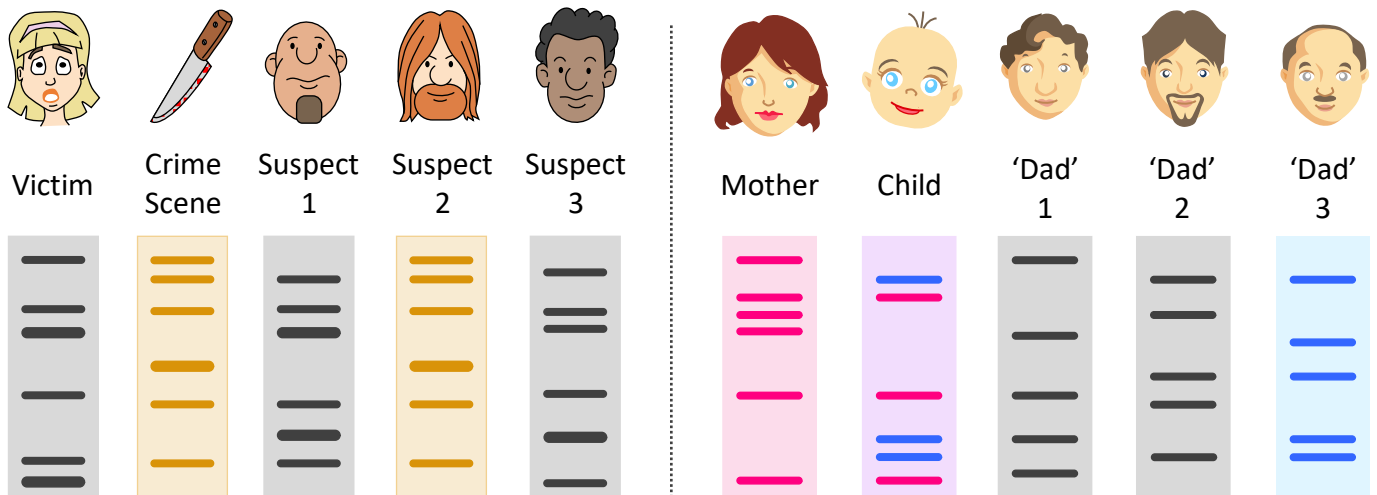 Victim
Crime
Scene
Suspect
1
Suspect
2
Suspect
3
Mother
Child
‘Dad’
1
‘Dad’
2
‘Dad’
3